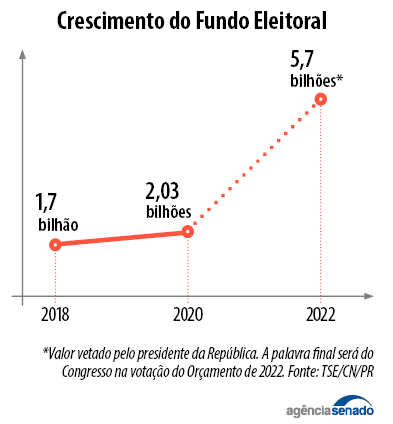 Crescimento do Fundo Eleitoral
5,7
bilhões*
1,7
bilhão
2,03
bilhões
2018
2020
2022
*Valor vetado pelo presidente da República. A palavra final será do
Congresso na votação do Orçamento de 2022. Fonte: TSE/CN/PR
agênciasenado